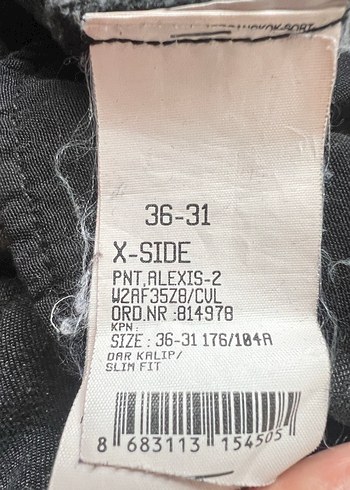 36-31
X-SIDE
PNT,ALEXIS-2
W2AF35Z8/CVL
ORD.NR :814978
KPN:
SIZE : 36-31 176/104A
DAR KALIP/
SLIM FIT
8 683113 154505